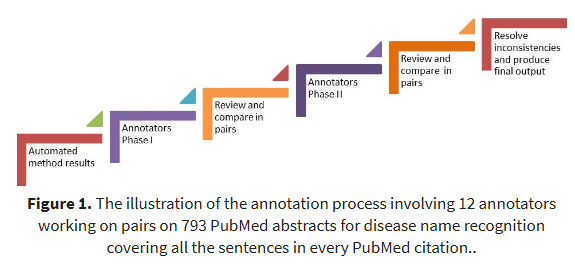 Automated
method results
Annotators
Phase I
Review and
compare in
pairs
Annotators
Phase II
Review and
compare in
pairs
Resolve
inconsistencies
and produce
final output
Figure 1. The illustration of the annotation process involving 12 annotators
working on pairs on 793 PubMed abstracts for disease name recognition
covering all the sentences in every PubMed citation..